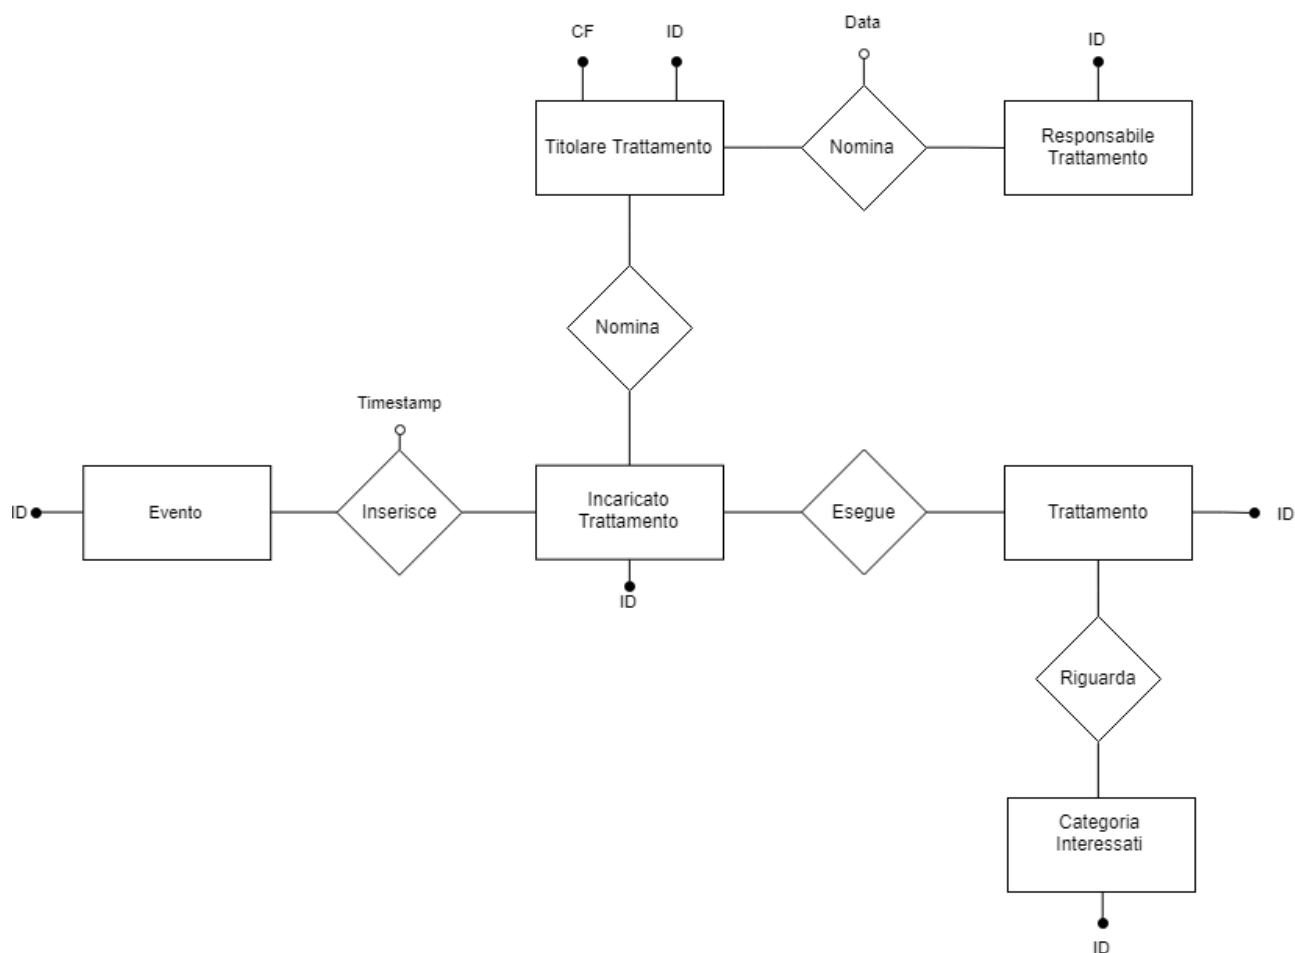 CF
ID
Data
ID
Titolare Trattamento
Nomina
Responsabile
Trattamento
Nomina
Timestamp
ID
Evento
Inserisce
Incaricato
Trattamento
Esegue
Trattamento
ID
ID
Riguarda
Categoria
Interessati
ID